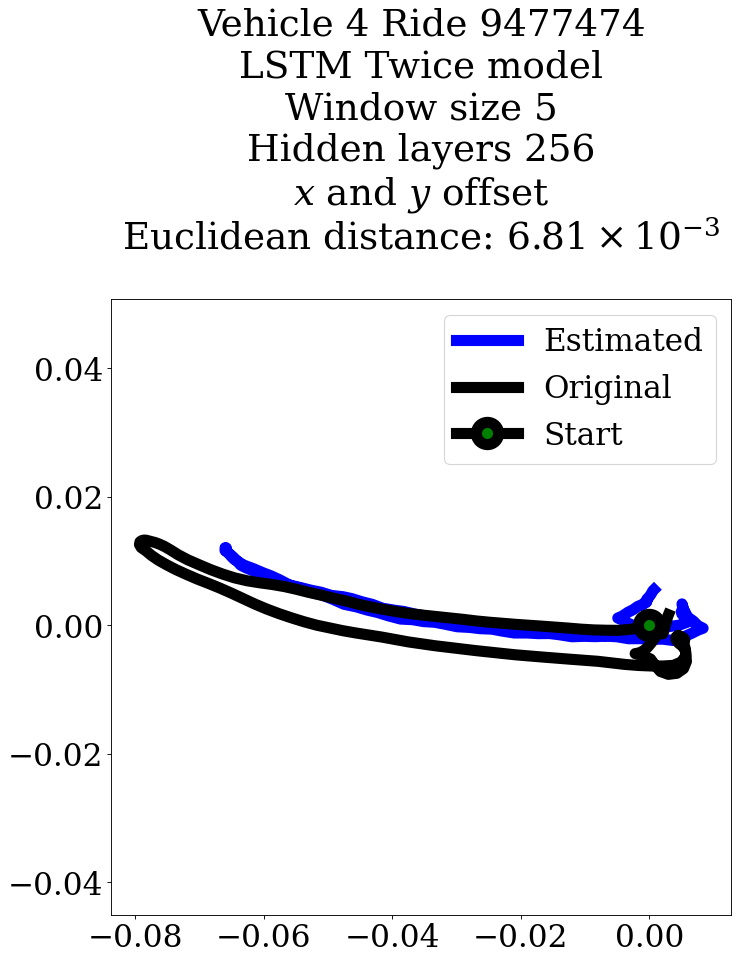 Vehicle 4 Ride 9477474
LSTM Twice model
Window size 5
Hidden layers 256
x and y offset
Euclidean distance: 6.81 × 10⁻³
Estimated
Original
Start
0.04
0.02
0.00
−0.02
−0.04
−0.08 −0.06 −0.04 −0.02 0.00